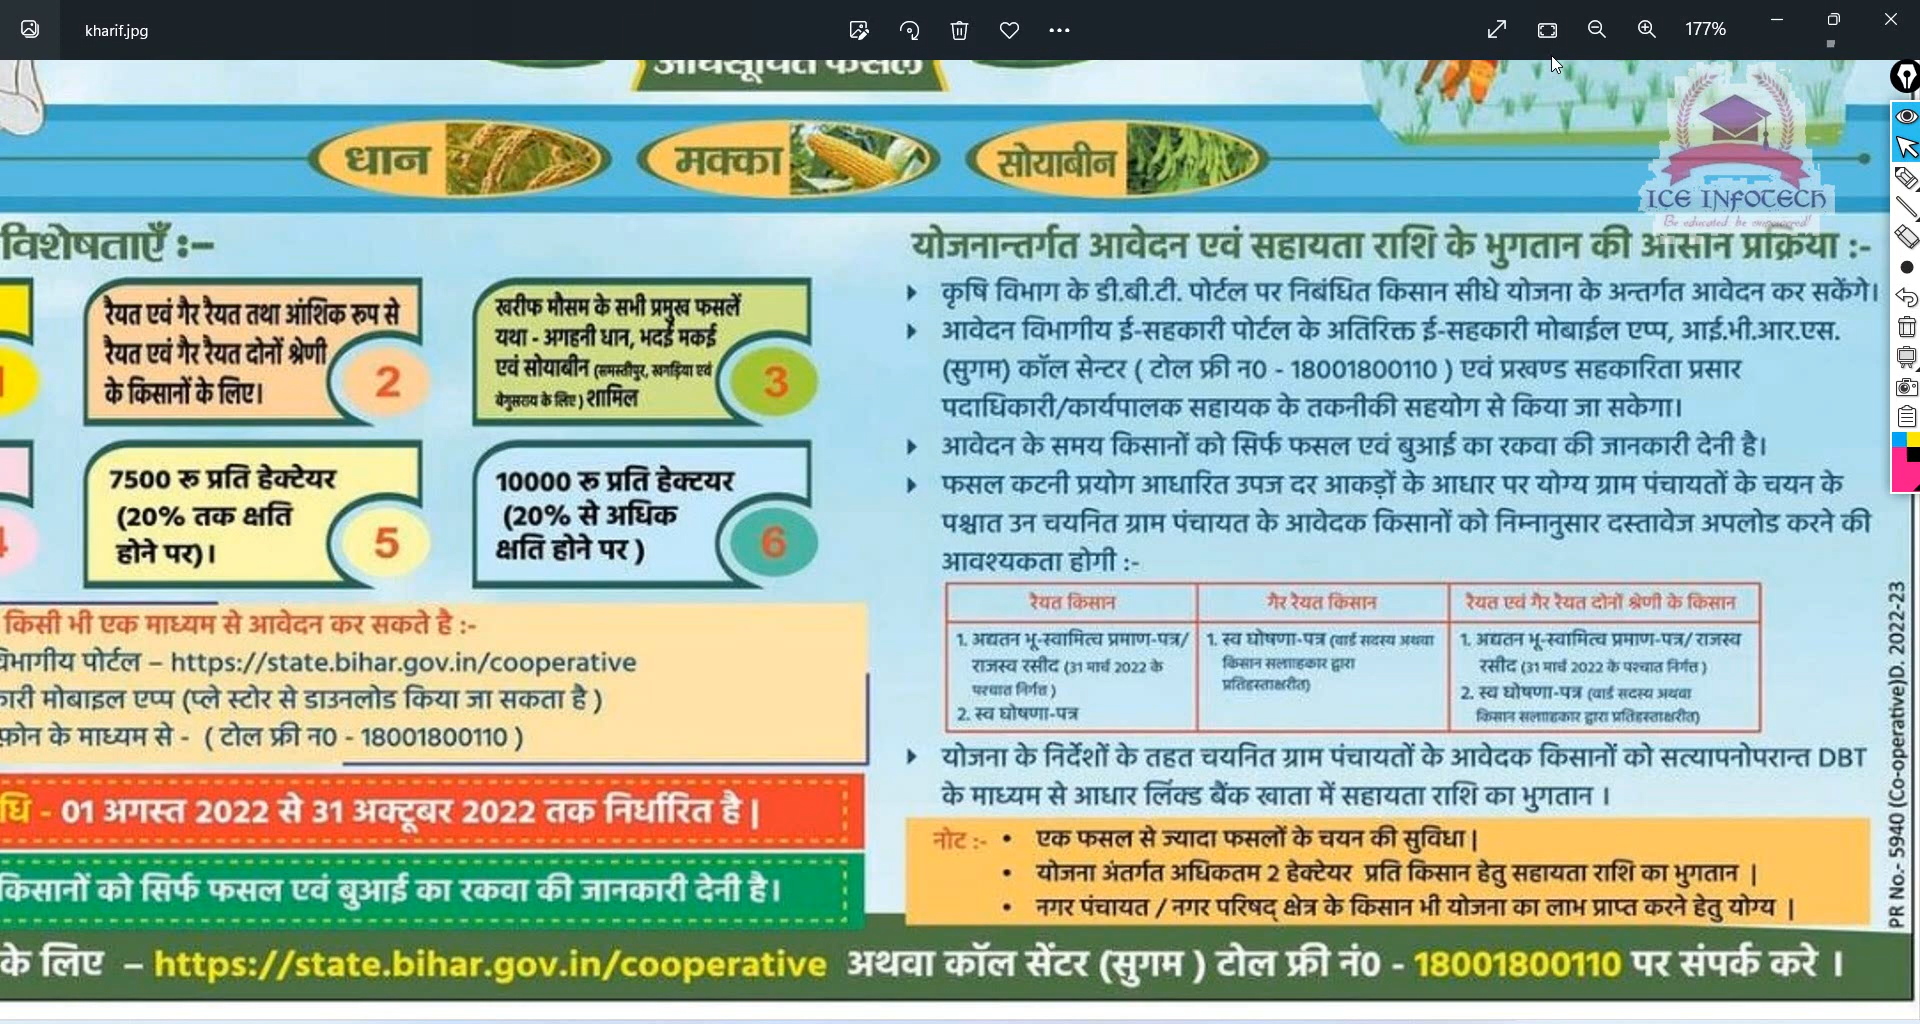 kharif.jpg
177%
अधिसूचित फसल
धान
मक्का
सोयाबीन
ICE INFOTECH
Be educated. be empowered!
विशेषताएँ :–
रैयत एवं गैर रैयत तथा आंशिक रूप से
रैयत एवं गैर रैयत दोनों श्रेणी
के किसानों के लिए।
2
खरीफ मौसम के सभी प्रमुख फसलें
यथा - अगहनी धान, भदई मकई
एवं सोयाबीन (समस्तीपुर, खगड़िया एवं
बेगुसराय के लिए ) शामिल
3
7500 रू प्रति हेक्टेयर
(20% तक क्षति
होने पर)।
5
10000 रू प्रति हेक्टयर
(20% से अधिक
क्षति होने पर )
6
किसी भी एक माध्यम से आवेदन कर सकते है :-
विभागीय पोर्टल – https://state.bihar.gov.in/cooperative
कारी मोबाइल एप्प (प्ले स्टोर से डाउनलोड किया जा सकता है )
फ़ोन के माध्यम से - ( टोल फ्री न0 - 18001800110 )
धि - 01 अगस्त 2022 से 31 अक्टूबर 2022 तक निर्धारित है |
किसानों को सिर्फ फसल एवं बुआई का रकवा की जानकारी देनी है।
योजनान्तर्गत आवेदन एवं सहायता राशि के भुगतान की आसान प्रक्रिया :-
कृषि विभाग के डी.बी.टी. पोर्टल पर निबंधित किसान सीधे योजना के अन्तर्गत आवेदन कर सकेंगे।
आवेदन विभागीय ई-सहकारी पोर्टल के अतिरिक्त ई-सहकारी मोबाईल एप्प, आई.भी.आर.एस.
(सुगम) कॉल सेन्टर ( टोल फ्री न0 - 18001800110 ) एवं प्रखण्ड सहकारिता प्रसार
पदाधिकारी/कार्यपालक सहायक के तकनीकी सहयोग से किया जा सकेगा।
आवेदन के समय किसानों को सिर्फ फसल एवं बुआई का रकवा की जानकारी देनी है।
फसल कटनी प्रयोग आधारित उपज दर आकड़ों के आधार पर योग्य ग्राम पंचायतों के चयन के
पश्चात उन चयनित ग्राम पंचायत के आवेदक किसानों को निम्नानुसार दस्तावेज अपलोड करने की
आवश्यकता होगी :-
रैयत किसान
1. अद्यतन भू-स्वामित्व प्रमाण-पत्र/
राजस्व रसीद (31 मार्च 2022 के
पश्चात निर्गत )
2. स्व घोषणा-पत्र
गैर रैयत किसान
1. स्व घोषणा-पत्र (वार्ड सदस्य अथवा
किसान सलााहकार द्वारा
प्रतिहस्ताक्षरीत)
रैयत एवं गैर रैयत दोनों श्रेणी के किसान
1. अद्यतन भू-स्वामित्व प्रमाण-पत्र/ राजस्व
रसीद (31 मार्च 2022 के पश्चात निर्गत )
2. स्व घोषणा-पत्र (वार्ड सदस्य अथवा
किसान सलााहकार द्वारा प्रतिहस्ताक्षरीत)
योजना के निर्देशों के तहत चयनित ग्राम पंचायतों के आवेदक किसानों को सत्यापनोपरान्त DBT
के माध्यम से आधार लिंक्ड बैंक खाता में सहायता राशि का भुगतान ।
नोट :- • एक फसल से ज्यादा फसलों के चयन की सुविधा |
• योजना अंतर्गत अधिकतम 2 हेक्टेयर प्रति किसान हेतु सहायता राशि का भुगतान |
• नगर पंचायत / नगर परिषद् क्षेत्र के किसान भी योजना का लाभ प्राप्त करने हेतु योग्य |
PR No.- 5940 (Co-operative)D. 2022-23
के लिए – https://state.bihar.gov.in/cooperative अथवा कॉल सेंटर (सुगम ) टोल फ्री नं0 - 18001800110 पर संपर्क करे ।